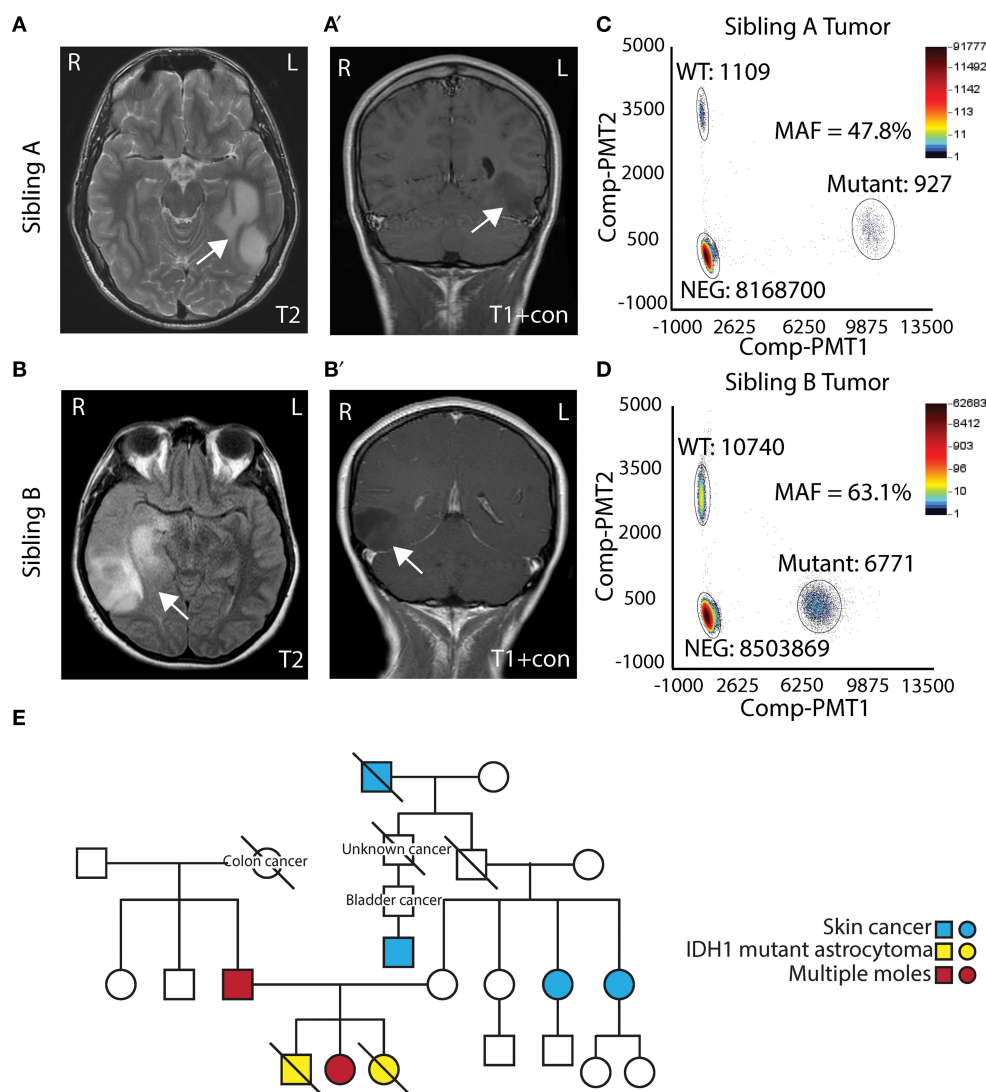 A
Sibling A
R
L
T2
A′
R
L
T1+con
C
Sibling A Tumor
5000
3500
2000
500
-1000
Comp-PMT2
WT: 1109
MAF = 47.8%
Mutant: 927
NEG: 8168700
91777
11492
1142
113
11
1
-1000 2625 6250 9875 13500
Comp-PMT1
B
Sibling B
R
L
T2
B′
R
L
T1+con
D
Sibling B Tumor
5000
3500
2000
500
-1000
Comp-PMT2
WT: 10740
MAF = 63.1%
Mutant: 6771
NEG: 8503869
62683
8412
903
96
10
1
-1000 2625 6250 9875 13500
Comp-PMT1
E
Colon cancer
Unknown cancer
Bladder cancer
Skin cancer
IDH1 mutant astrocytoma
Multiple moles